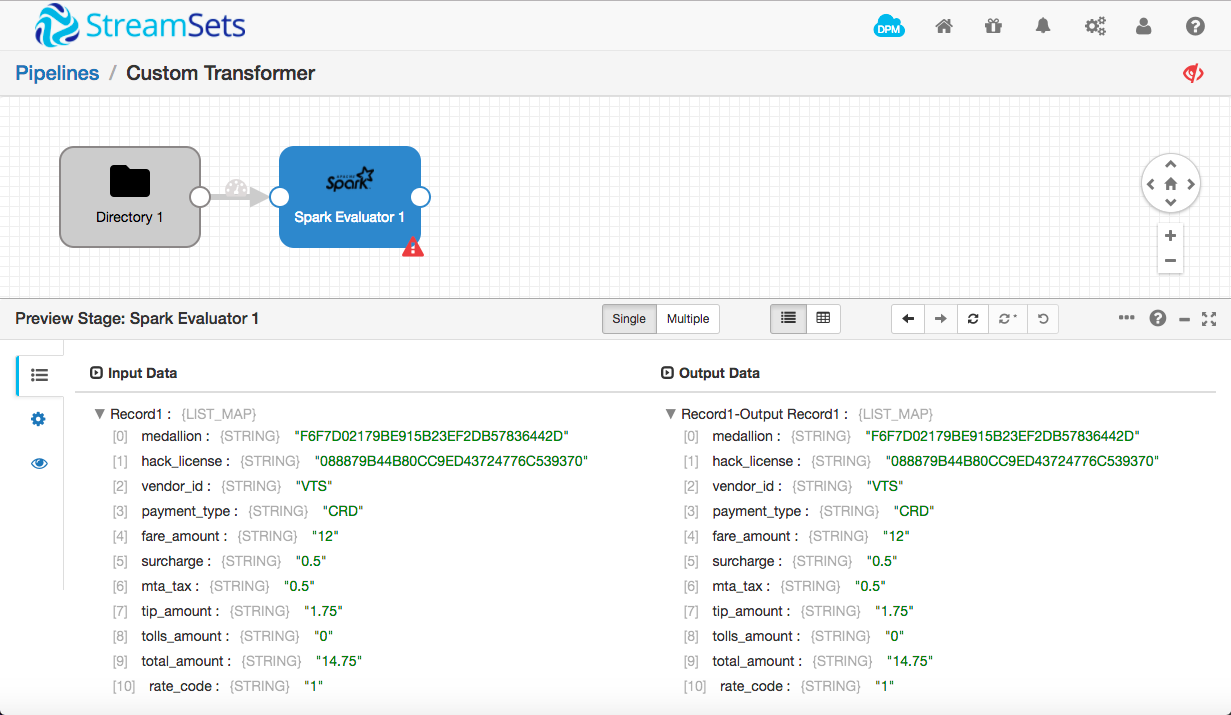 StreamSets
DPM
Pipelines / Custom Transformer
Directory 1
Spark
Spark Evaluator 1
Preview Stage: Spark Evaluator 1
Single Multiple
Input Data Output Data
Record1 : {LIST_MAP} Record1-Output Record1 : {LIST_MAP}
[0] medallion : {STRING} "F6F7D02179BE915B23EF2DB57836442D" [0] medallion : {STRING} "F6F7D02179BE915B23EF2DB57836442D"
[1] hack_license : {STRING} "088879B44B80CC9ED43724776C539370" [1] hack_license : {STRING} "088879B44B80CC9ED43724776C539370"
[2] vendor_id : {STRING} "VTS" [2] vendor_id : {STRING} "VTS"
[3] payment_type : {STRING} "CRD" [3] payment_type : {STRING} "CRD"
[4] fare_amount : {STRING} "12" [4] fare_amount : {STRING} "12"
[5] surcharge : {STRING} "0.5" [5] surcharge : {STRING} "0.5"
[6] mta_tax : {STRING} "0.5" [6] mta_tax : {STRING} "0.5"
[7] tip_amount : {STRING} "1.75" [7] tip_amount : {STRING} "1.75"
[8] tolls_amount : {STRING} "0" [8] tolls_amount : {STRING} "0"
[9] total_amount : {STRING} "14.75" [9] total_amount : {STRING} "14.75"
[10] rate_code : {STRING} "1" [10] rate_code : {STRING} "1"